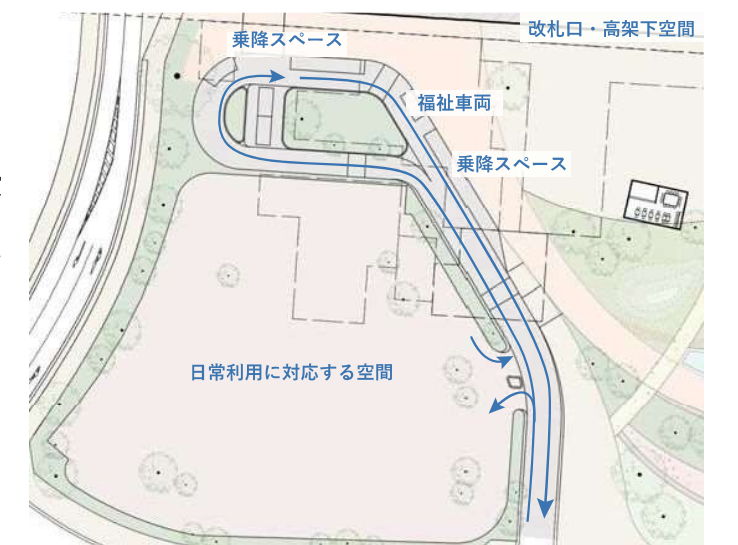 改札口・高架下空間
乗降スペース
福祉車両
乗降スペース
日常利用に対応する空間